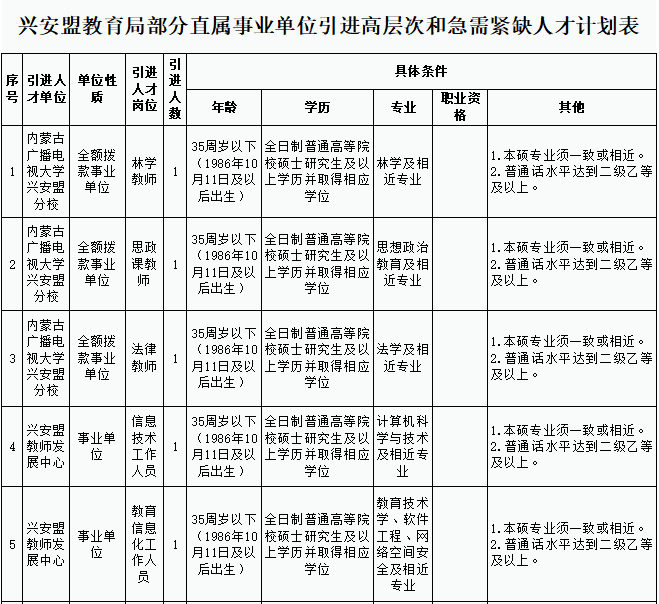 兴安盟教育局部分直属事业单位引进高层次和急需紧缺人才计划表
序号 引进人才单位 单位性质 引进人才岗位 引进人数 具体条件
年龄 学历 专业 职业资格 其他
1 内蒙古广播电视大学兴安盟分校 全额拨款事业单位 林学教师 1 35周岁以下（1986年10月11日及以后出生） 全日制普通高等院校硕士研究生及以上学历并取得相应学位 林学及相近专业 1.本硕专业须一致或相近。2.普通话水平达到二级乙等及以上。
2 内蒙古广播电视大学兴安盟分校 全额拨款事业单位 思政课教师 1 35周岁以下（1986年10月11日及以后出生） 全日制普通高等院校硕士研究生及以上学历并取得相应学位 思想政治教育及相近专业 1.本硕专业须一致或相近。2.普通话水平达到二级乙等及以上。
3 内蒙古广播电视大学兴安盟分校 全额拨款事业单位 法律教师 1 35周岁以下（1986年10月11日及以后出生） 全日制普通高等院校硕士研究生及以上学历并取得相应学位 法学及相近专业 1.本硕专业须一致或相近。2.普通话水平达到二级乙等及以上。
4 兴安盟教师发展中心 事业单位 信息技术工作人员 1 35周岁以下（1986年10月11日及以后出生） 全日制普通高等院校硕士研究生及以上学历并取得相应学位 计算机科学与技术及相近专业 1.本硕专业须一致或相近。2.普通话水平达到二级乙等及以上。
5 兴安盟教师发展中心 事业单位 教育信息化工作人员 1 35周岁以下（1986年10月11日及以后出生） 全日制普通高等院校硕士研究生及以上学历并取得相应学位 教育技术学、软件工程、网络空间安全及相近专业 1.本硕专业须一致或相近。2.普通话水平达到二级乙等及以上。